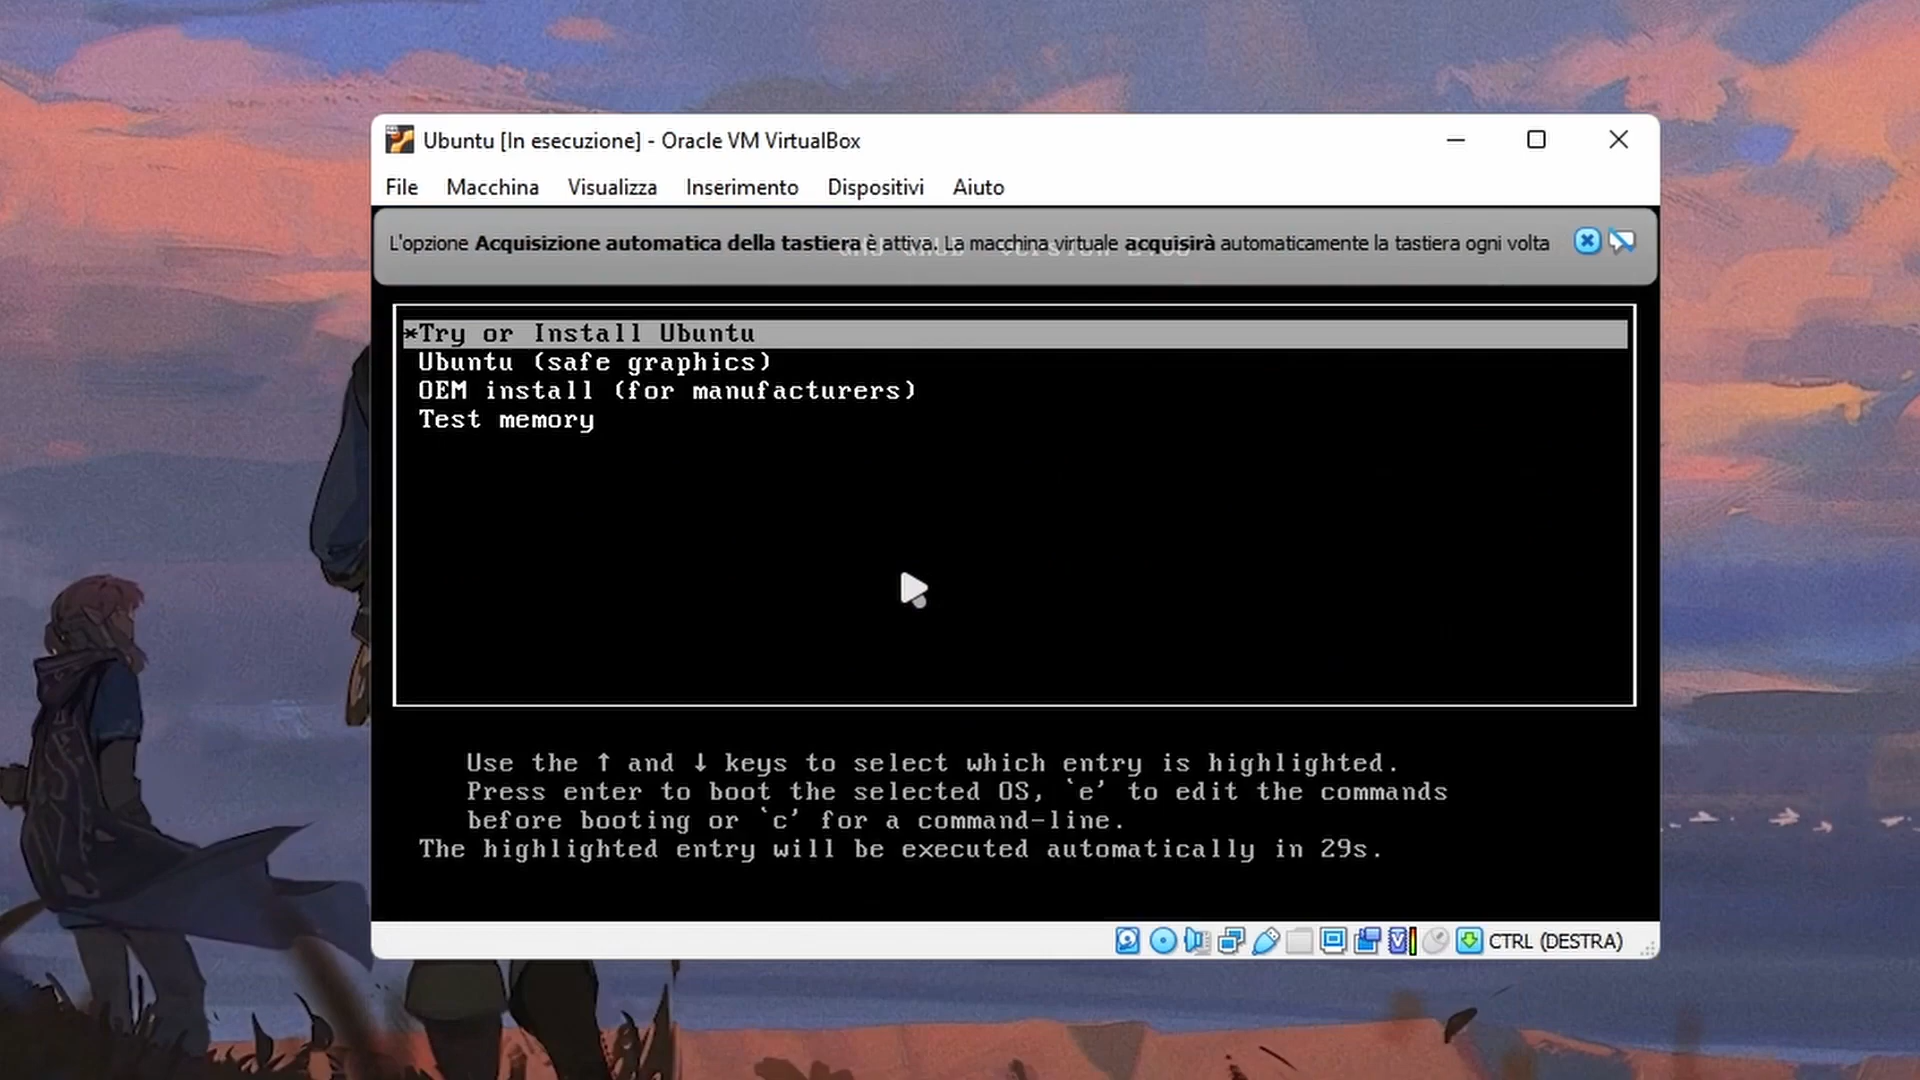 Ubuntu [In esecuzione] - Oracle VM VirtualBox
File Macchina Visualizza Inserimento Dispositivi Aiuto
L'opzione Acquisizione automatica della tastiera è attiva. La macchina virtuale acquisirà automaticamente la tastiera ogni volta
*Try or Install Ubuntu
Ubuntu (safe graphics)
OEM install (for manufacturers)
Test memory
Use the ↑ and ↓ keys to select which entry is highlighted.
Press enter to boot the selected OS, `e' to edit the commands
before booting or `c' for a command-line.
The highlighted entry will be executed automatically in 29s.
CTRL (DESTRA)